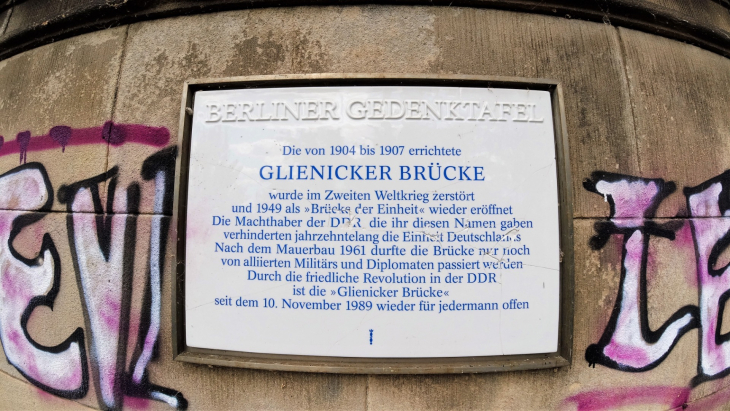 BERLINER GEDENKTAFEL
Die von 1904 bis 1907 errichtete
GLIENICKER BRÜCKE
wurde im Zweiten Weltkrieg zerstört
und 1949 als »Brücke der Einheit« wieder eröffnet
Die Machthaber der DDR die ihr diesen Namen gaben
verhinderten jahrzehntelang die Einheit Deutschlands
Nach dem Mauerbau 1961 durfte die Brücke nur noch
von alliierten Militärs und Diplomaten passiert werden
Durch die friedliche Revolution in der DDR
ist die »Glienicker Brücke«
seit dem 10. November 1989 wieder für jedermann offen